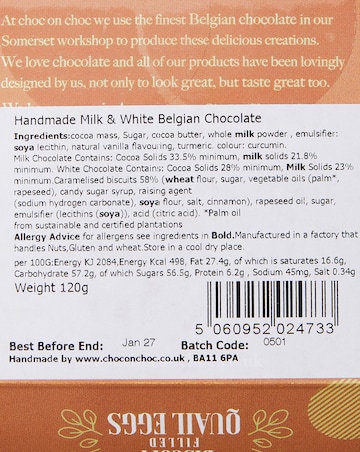 At choc on choc we use the finest Belgian chocolate in our
Somerset workshop to produce these delicious creations.
We love chocolate and all of our products have been lovingly
designed by us, not only to look great, but taste great too.
Handmade Milk & White Belgian Chocolate
Ingredients:cocoa mass, Sugar, cocoa butter, whole milk powder , emulsifier:
soya lecithin, natural vanilla flavouring, turmeric. colour: curcumin.
Milk Chocolate Contains: Cocoa Solids 33.5% minimum, milk solids 21.8%
minimum. White Chocolate Contains: Cocoa Solids 28% minimum, Milk Solids 23%
minimum.Caramelised biscuits 58% (wheat flour, sugar, vegetable oils (palm*,
rapeseed), candy sugar syrup, raising agent
(sodium hydrogen carbonate), soya flour, salt, cinnamon), rapeseed oil, sugar,
emulsifier (lecithins (soya)), acid (citric acid). *Palm oil
from sustainable and certified plantations
Allergy Advice for allergens see ingredients in Bold.Manufactured in a factory that
handles Nuts,Gluten and wheat.Store in a cool dry place.
per 100G:Energy KJ 2084,Energy Kcal 498, Fat 27.4g, of which is saturates 16.6g,
Carbohydrate 57.2g, of which Sugars 56.5g, Protein 6.2g , Sodium 45mg, Salt 0.34g
Weight 120g
5 060952 024733
Best Before End: Jan 27 Batch Code: 0501
Handmade by www.choconchoc.co.uk , BA11 6PA
QUAIL EGGS
FILLED
BISCOFF